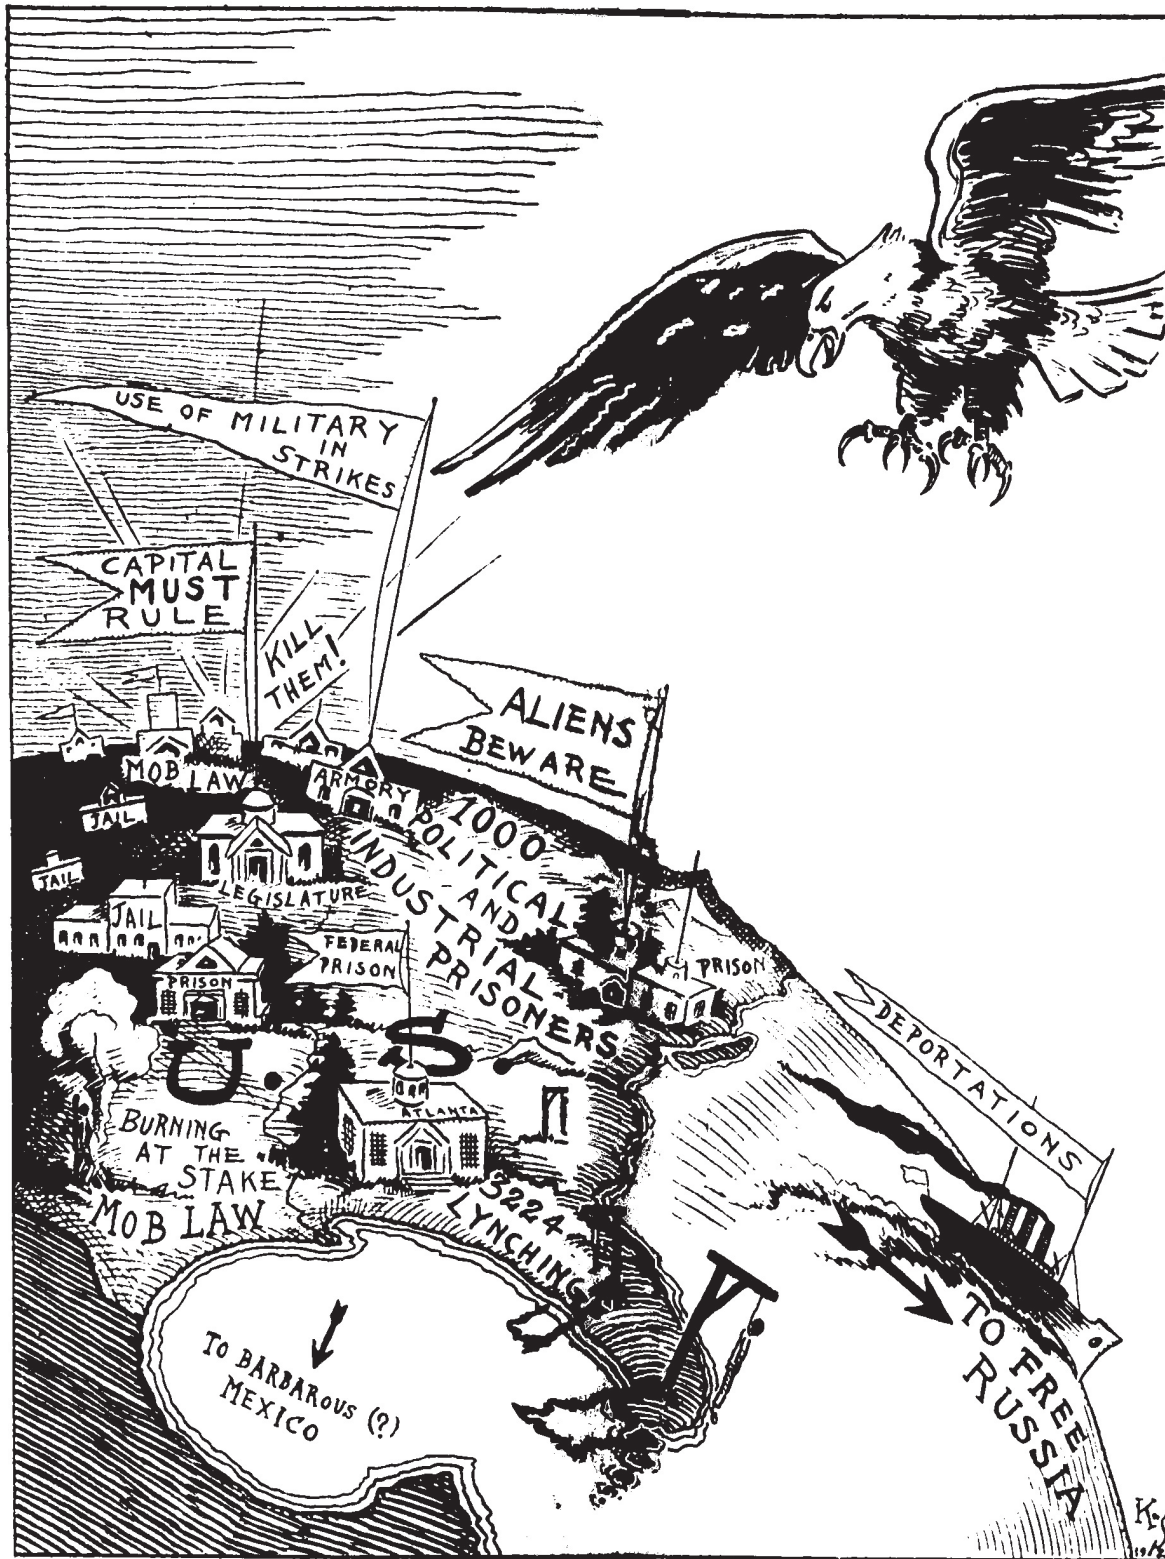 USE OF MILITARY
IN
STRIKES
CAPITAL
MUST
RULE
KILL
THEM!
ALIENS
BEWARE
MOB LAW
ARMORY
JAIL
JAIL
LEGISLATURE
1000
POLITICAL
AND
INDUSTRIAL
PRISONERS
JAIL
FEDERAL
PRISON
PRISON
PRISON
DEPORTATIONS
U.S.
ATLANTA
BURNING
AT THE
STAKE
MOB LAW
3224
LYNCHINGS
TO BARBAROUS (?)
MEXICO
TO FREE
RUSSIA